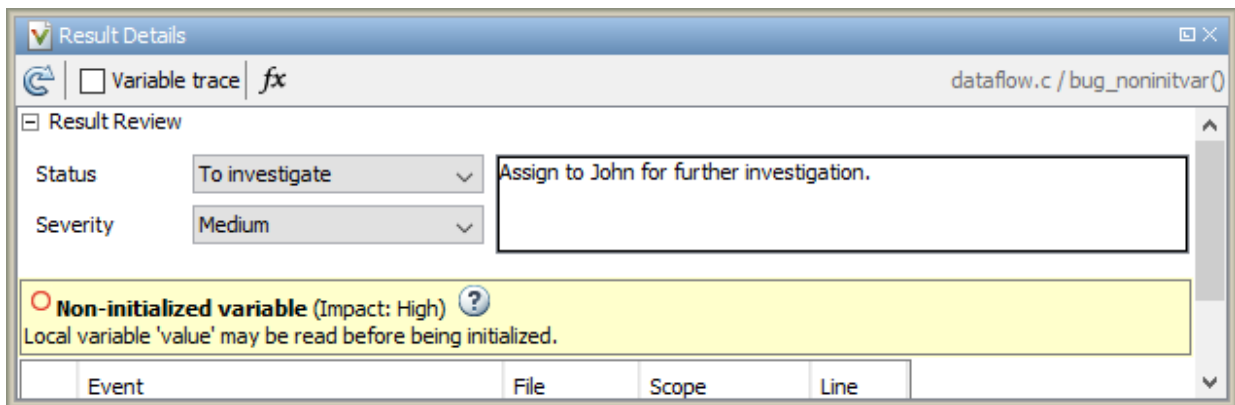 Result Details
Variable trace fx dataflow.c / bug_noninitvar()
Result Review
Status To investigate Assign to John for further investigation.
Severity Medium
Non-initialized variable (Impact: High) ?
Local variable 'value' may be read before being initialized.
Event File Scope Line